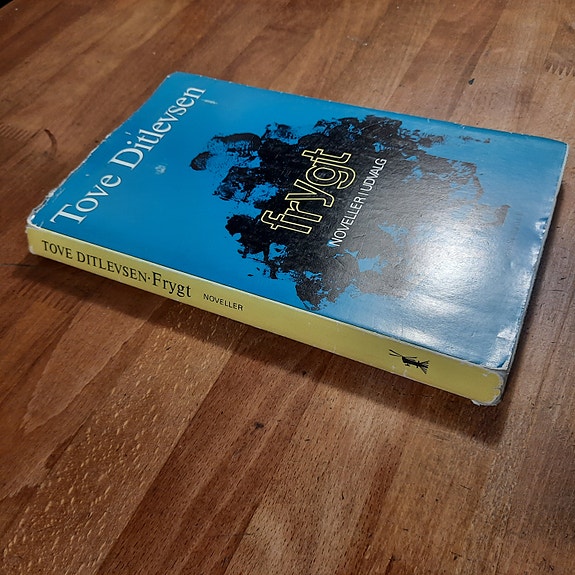 Tove Ditlevsen
frygt
NOVELLER I UDVALG
TOVE DITLEVSEN·Frygt NOVELLER